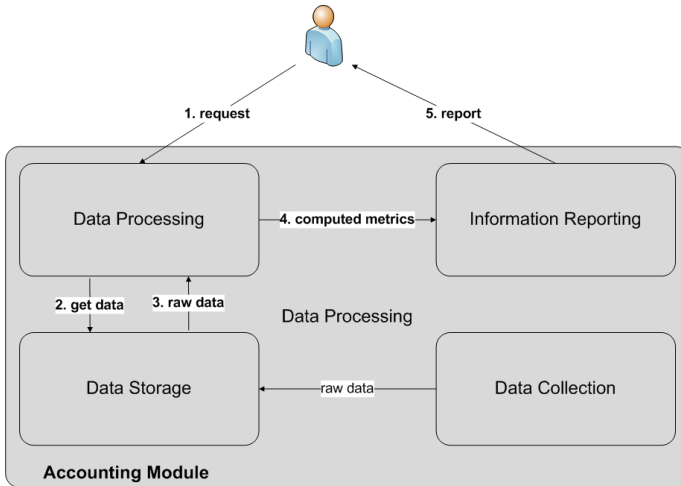 1. request
5. report
Data Processing
4. computed metrics
Information Reporting
2. get data
3. raw data
Data Processing
Data Storage
raw data
Data Collection
Accounting Module